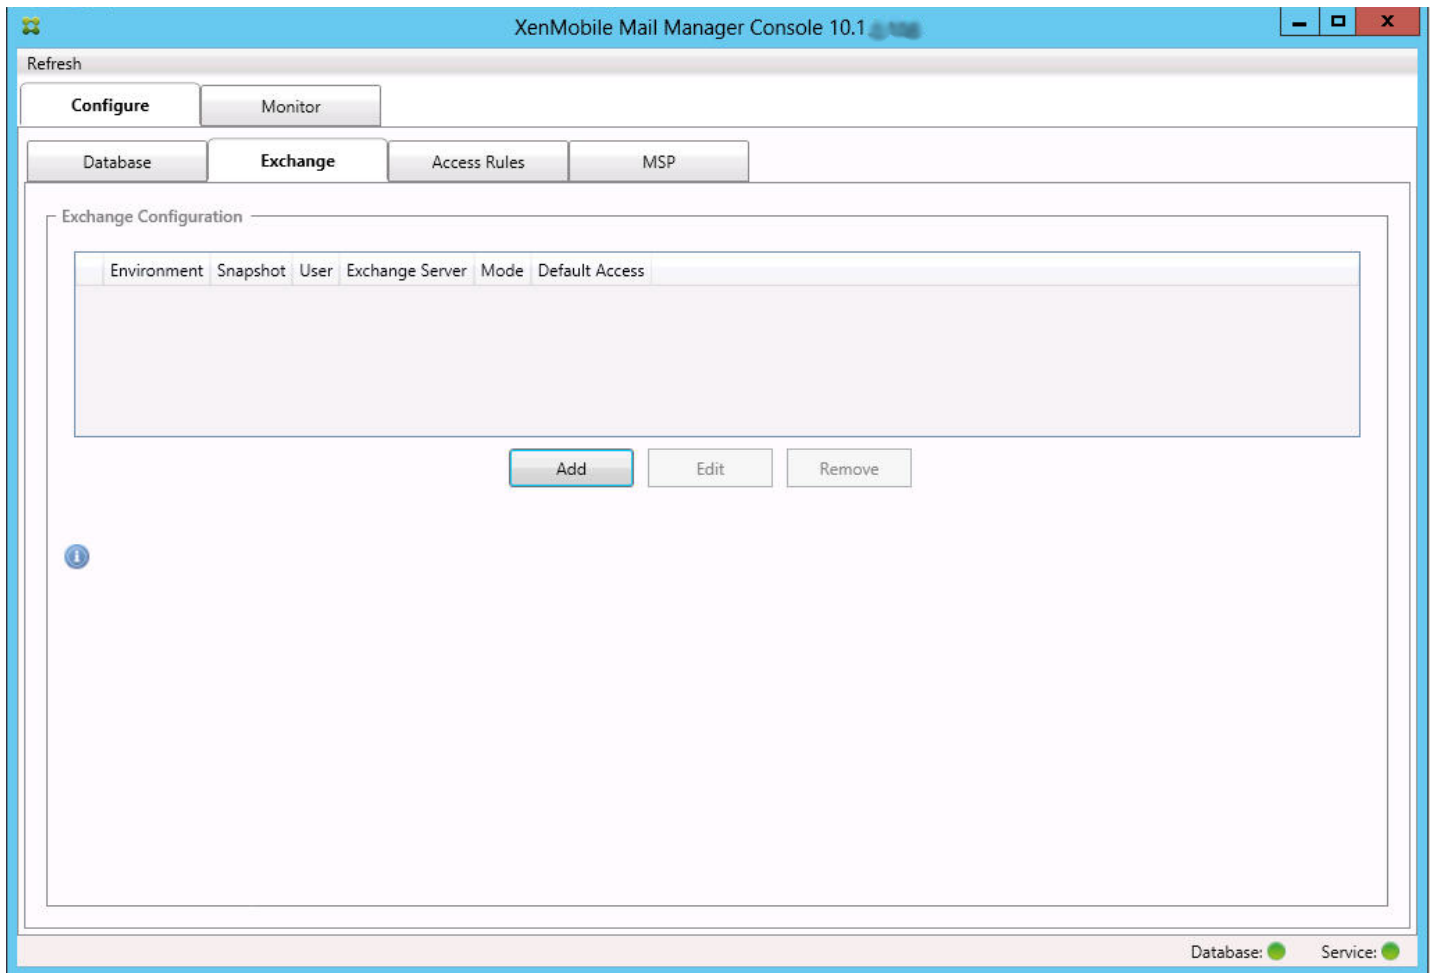 XenMobile Mail Manager Console 10.1
Refresh
Configure Monitor
Database Exchange Access Rules MSP
Exchange Configuration
Environment Snapshot User Exchange Server Mode Default Access
Add Edit Remove
Database: Service: